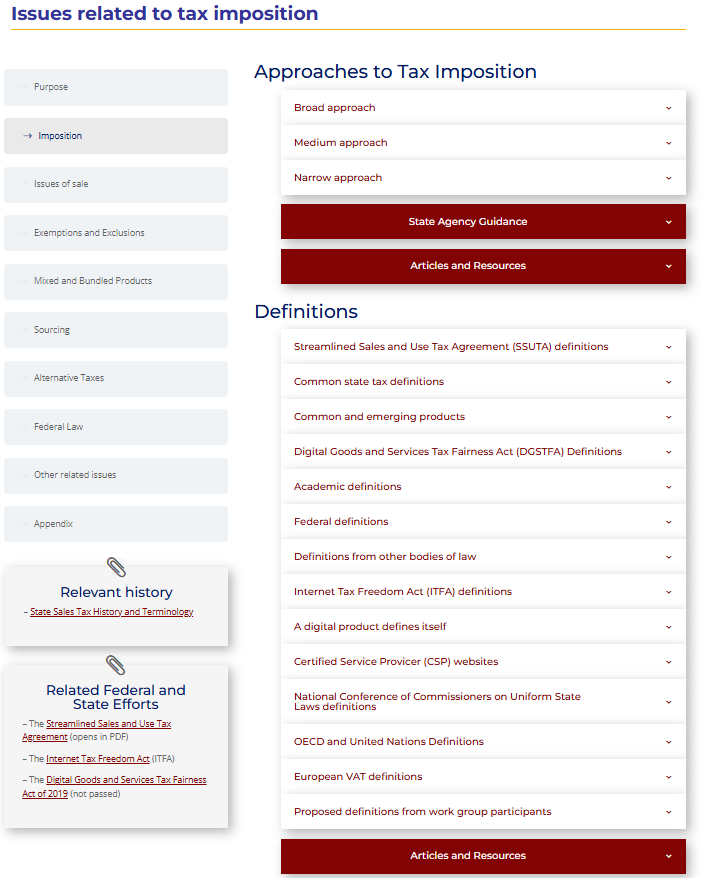 Issues related to tax imposition
Purpose
→ Imposition
Issues of sale
Exemptions and Exclusions
Mixed and Bundled Products
Sourcing
Alternative Taxes
Federal Law
Other related issues
Appendix
Relevant history
– State Sales Tax History and Terminology
Related Federal and
State Efforts
– The Streamlined Sales and Use Tax
Agreement (opens in PDF)
– The Internet Tax Freedom Act (ITFA)
– The Digital Goods and Services Tax Fairness
Act of 2019 (not passed)
Approaches to Tax Imposition
Broad approach
Medium approach
Narrow approach
State Agency Guidance
Articles and Resources
Definitions
Streamlined Sales and Use Tax Agreement (SSUTA) definitions
Common state tax definitions
Common and emerging products
Digital Goods and Services Tax Fairness Act (DGSTFA) Definitions
Academic definitions
Federal definitions
Definitions from other bodies of law
Internet Tax Freedom Act (ITFA) definitions
A digital product defines itself
Certified Service Provicer (CSP) websites
National Conference of Commissioners on Uniform State
Laws definitions
OECD and United Nations Definitions
European VAT definitions
Proposed definitions from work group participants
Articles and Resources